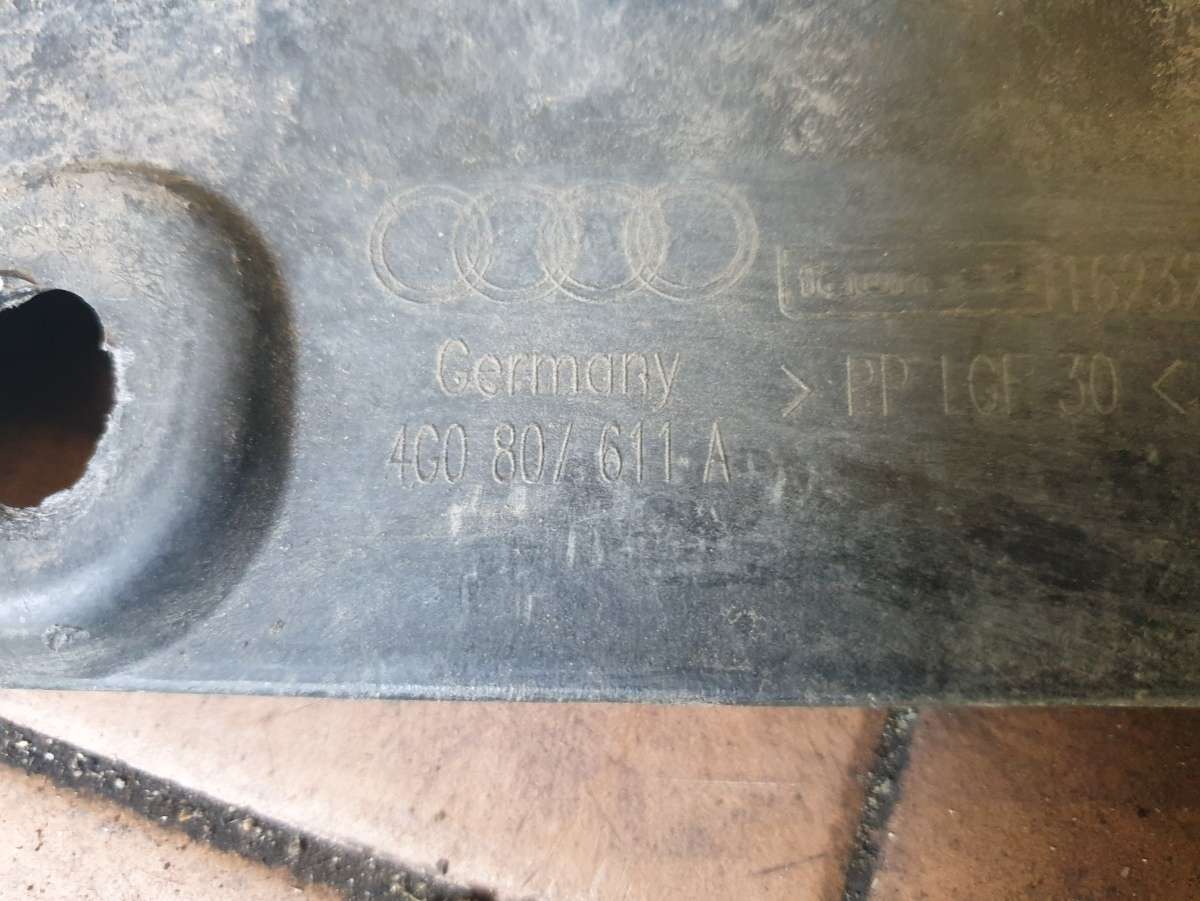 Germany
4G0 807 611 A
> PP LGF 30 <